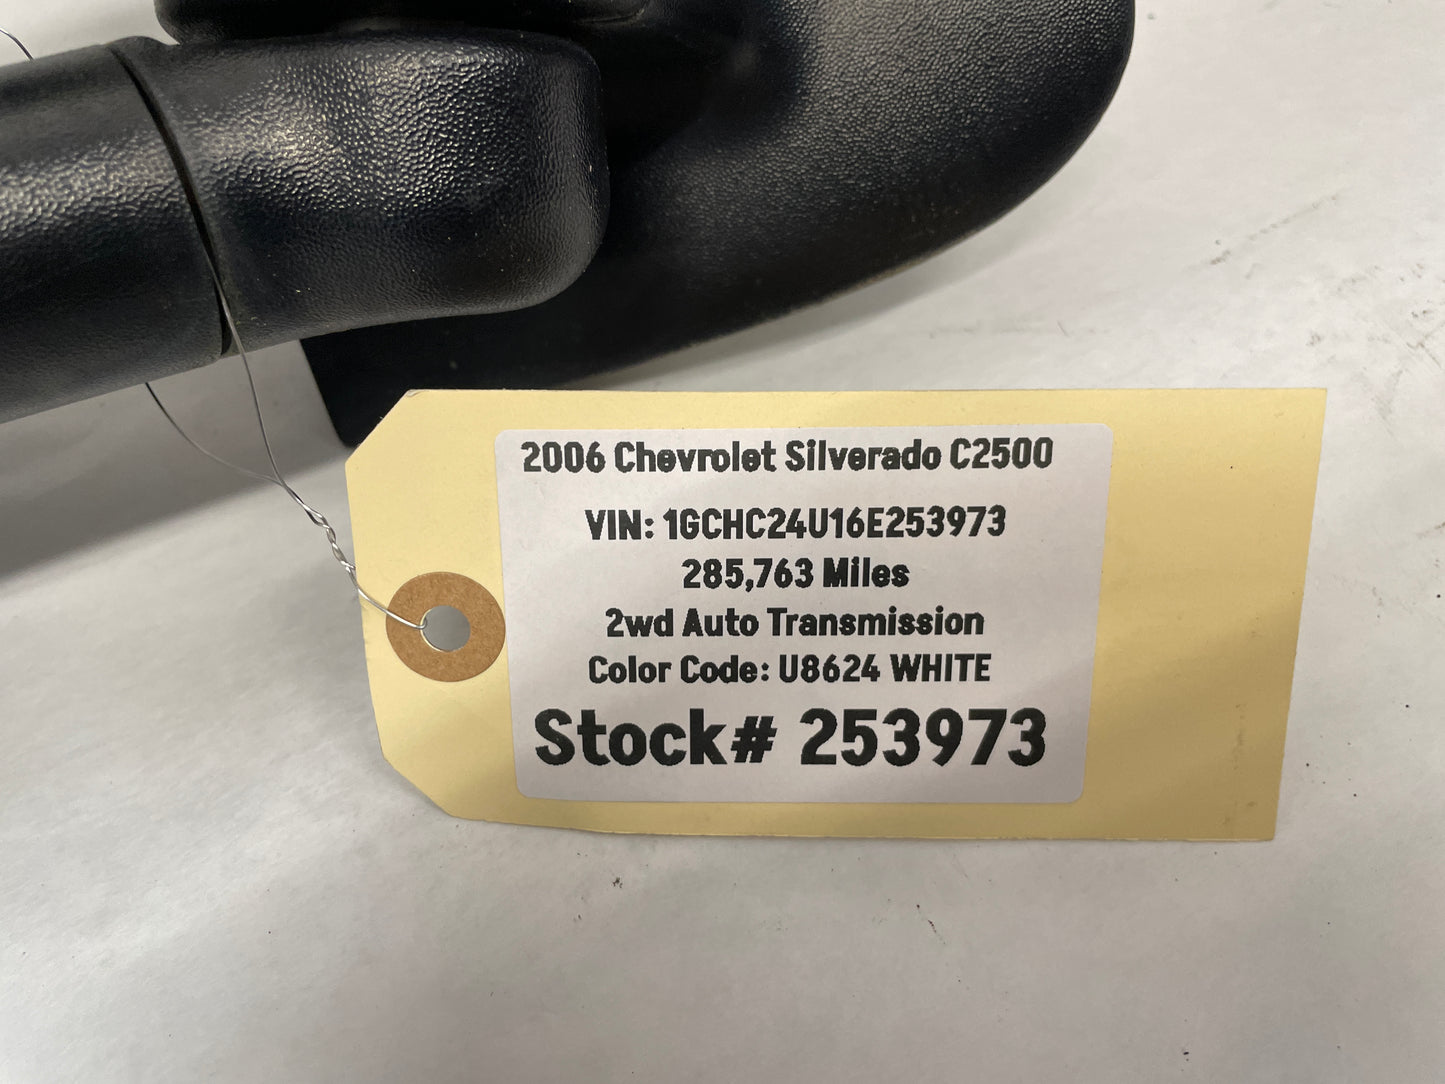 2006 Chevrolet Silverado C2500
VIN: 1GCHC24U16E253973
285,763 Miles
2wd Auto Transmission
Color Code: U8624 WHITE
Stock# 253973